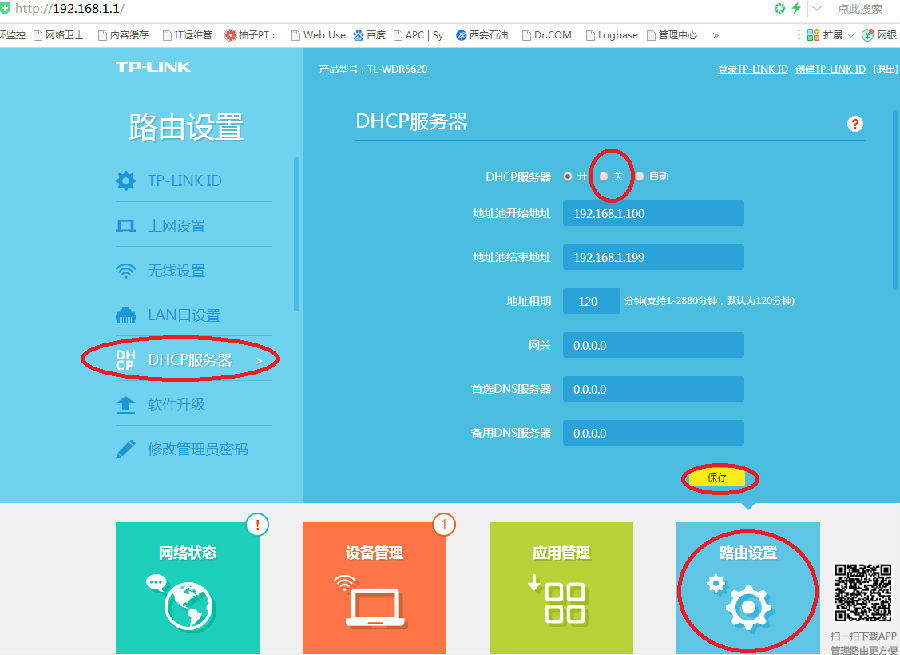 http://192.168.1.1/
点此搜索
环监控 网络卫士 内容缓存 IT运维管 柚子PT : Web Use 百度 APC | Sy 西安石油 Dr.COM Logbase 管理中心 » 扩展 网银
TP-LINK
产品型号：TL-WDR5620
登录TP-LINK ID 创建TP-LINK ID [退出]
路由设置
TP-LINK ID
上网设置
无线设置
LAN口设置
DHCP服务器 >
软件升级
修改管理员密码
DHCP服务器
?
DHCP服务器 开 关 自动
地址池开始地址 192.168.1.100
地址池结束地址 192.168.1.199
地址租期 120 分钟(支持1-2880分钟，默认为120分钟)
网关 0.0.0.0
首选DNS服务器 0.0.0.0
备用DNS服务器 0.0.0.0
保存
网络状态 !
设备管理 1
应用管理
路由设置
扫一扫下载APP
管理路由更方便